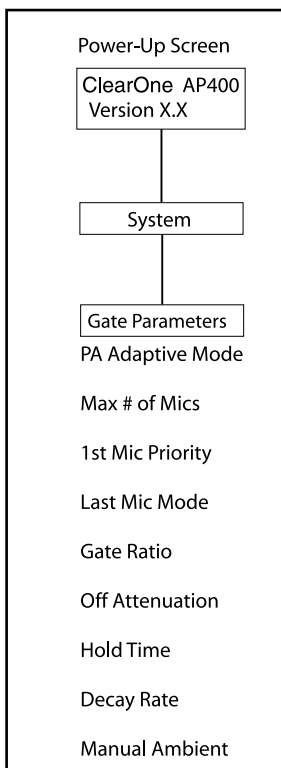 Power-Up Screen
ClearOne AP400
Version X.X
System
Gate Parameters
PA Adaptive Mode
Max # of Mics
1st Mic Priority
Last Mic Mode
Gate Ratio
Off Attenuation
Hold Time
Decay Rate
Manual Ambient